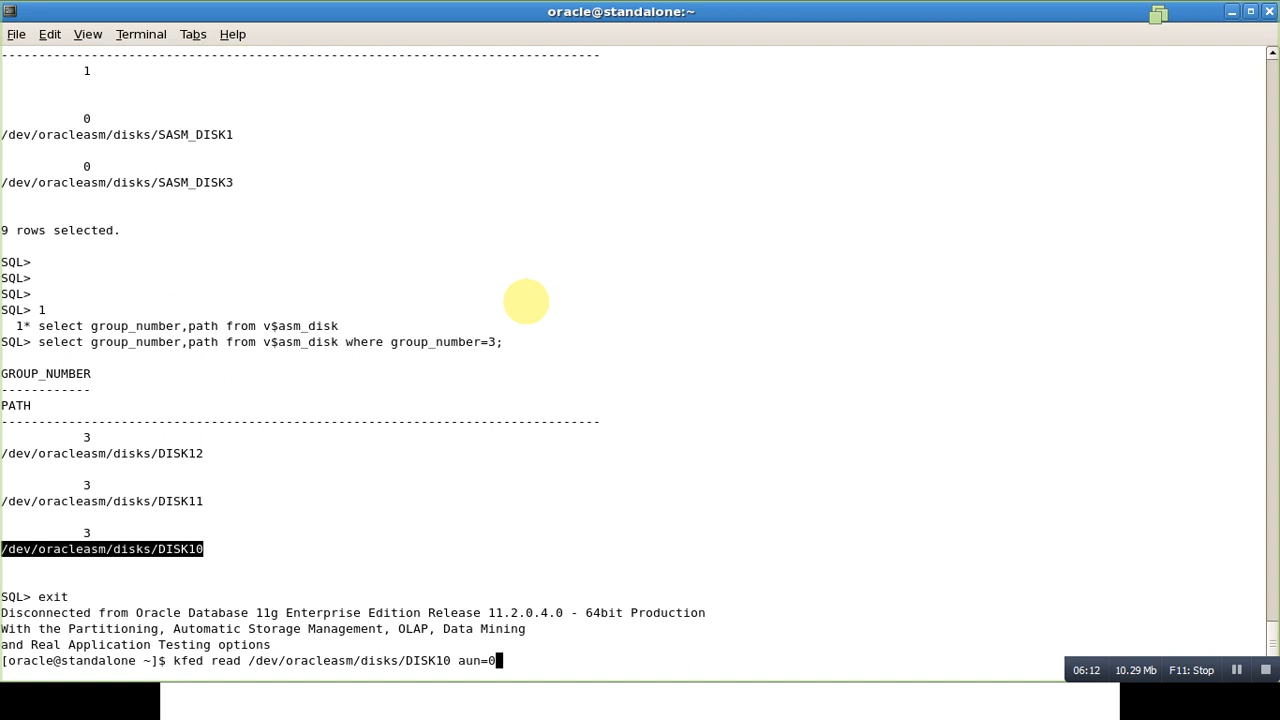 oracle@standalone:~
File Edit View Terminal Tabs Help
--------------------------------------------------------------------------------
1
0
/dev/oracleasm/disks/SASM_DISK1
0
/dev/oracleasm/disks/SASM_DISK3
9 rows selected.
SQL>
SQL>
SQL>
SQL> 1
1* select group_number,path from v$asm_disk
SQL> select group_number,path from v$asm_disk where group_number=3;
GROUP_NUMBER
------------
PATH
--------------------------------------------------------------------------------
3
/dev/oracleasm/disks/DISK12
3
/dev/oracleasm/disks/DISK11
3
/dev/oracleasm/disks/DISK10
SQL> exit
Disconnected from Oracle Database 11g Enterprise Edition Release 11.2.0.4.0 - 64bit Production
With the Partitioning, Automatic Storage Management, OLAP, Data Mining
and Real Application Testing options
[oracle@standalone ~]$ kfed read /dev/oracleasm/disks/DISK10 aun=0
06:12 10.29 Mb F11: Stop